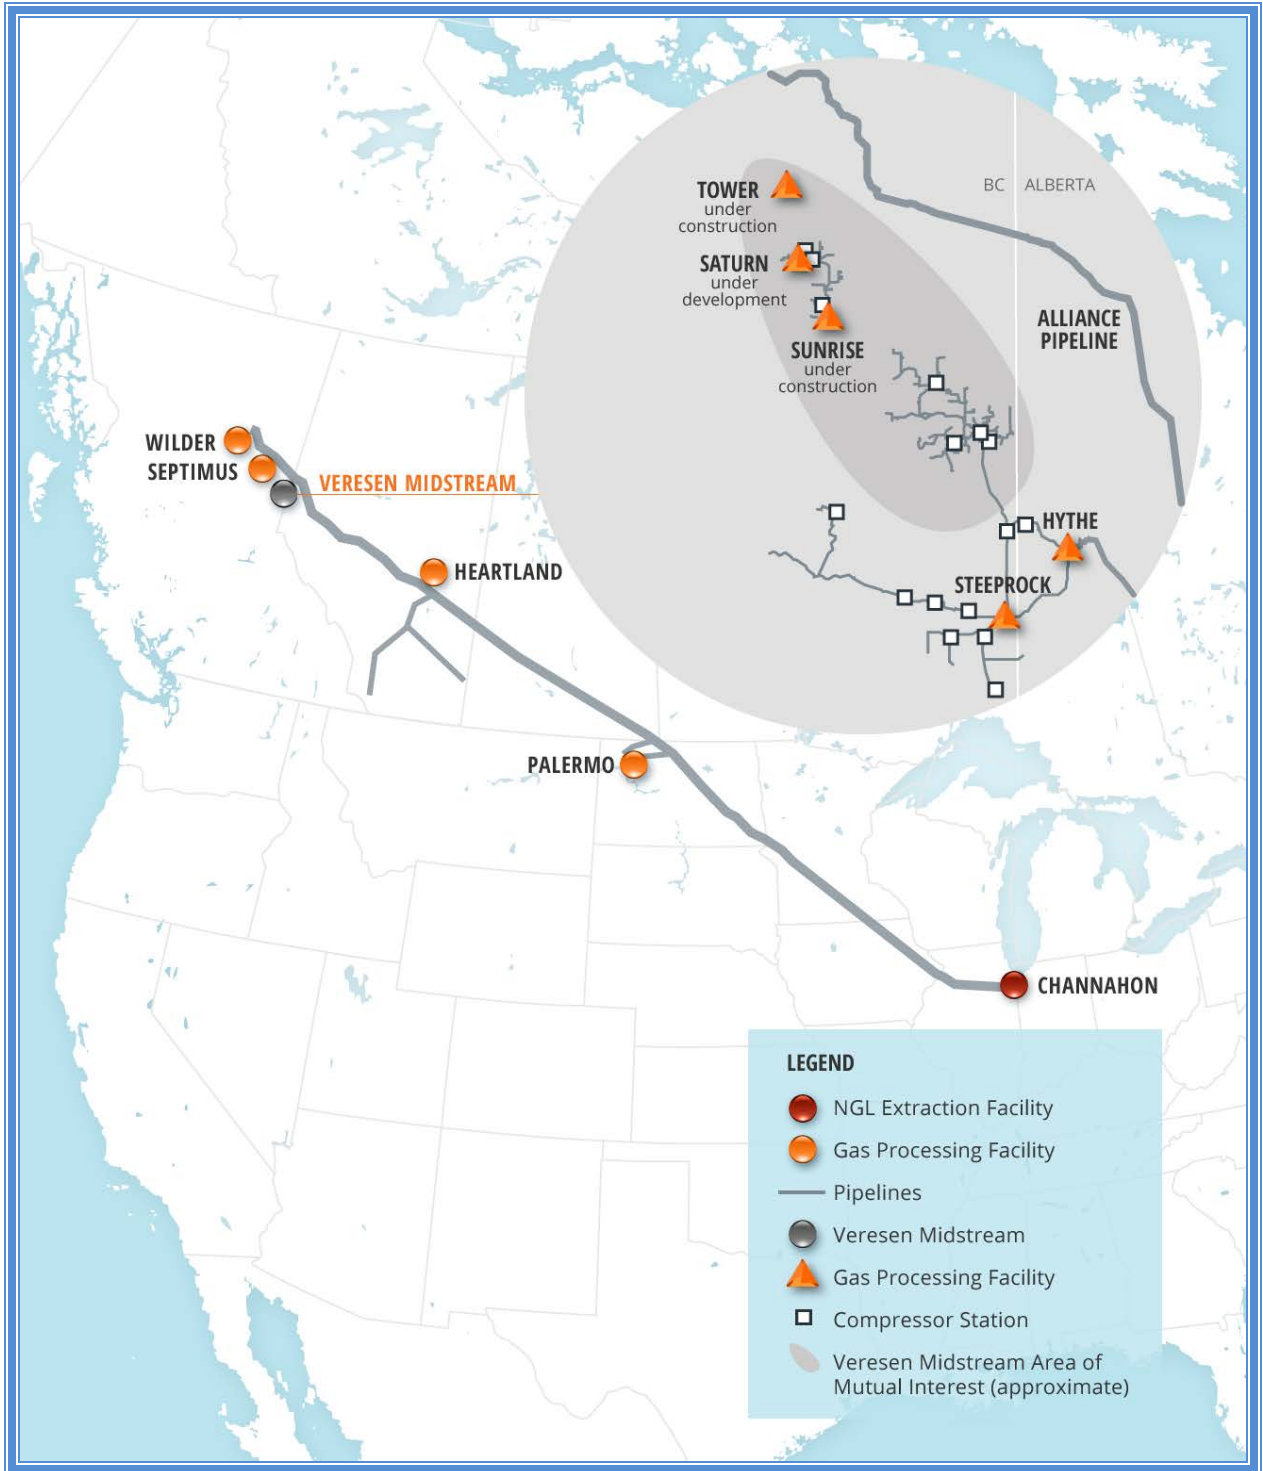 BC ALBERTA
TOWER
under
construction
SATURN
under
development
SUNRISE
under
construction
ALLIANCE
PIPELINE
WILDER
SEPTIMUS
VERESEN MIDSTREAM
HYTHE
HEARTLAND
STEEPROCK
PALERMO
CHANNAHON
LEGEND
NGL Extraction Facility
Gas Processing Facility
Pipelines
Veresen Midstream
Gas Processing Facility
Compressor Station
Veresen Midstream Area of
Mutual Interest (approximate)